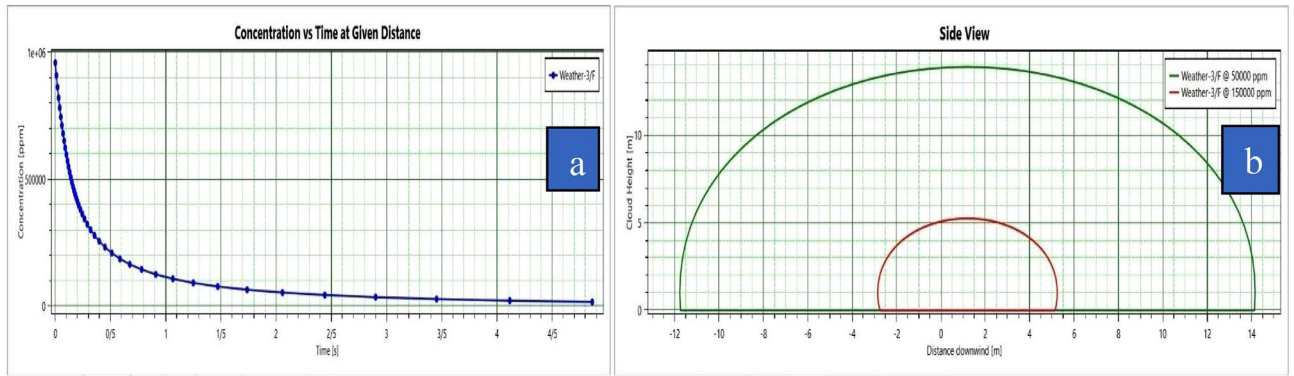 Concentration vs Time at Given Distance
1e+06
Weather-3/F
a
Concentration [ppm]
500000
0
0 0/5 1 1/5 2 2/5 3 3/5 4 4/5
Time [s]
Side View
Weather-3/F @ 50000 ppm
Weather-3/F @ 150000 ppm
b
Cloud Height [m]
10
5
0
-12 -10 -8 -6 -4 -2 0 2 4 6 8 10 12 14
Distance downwind [m]